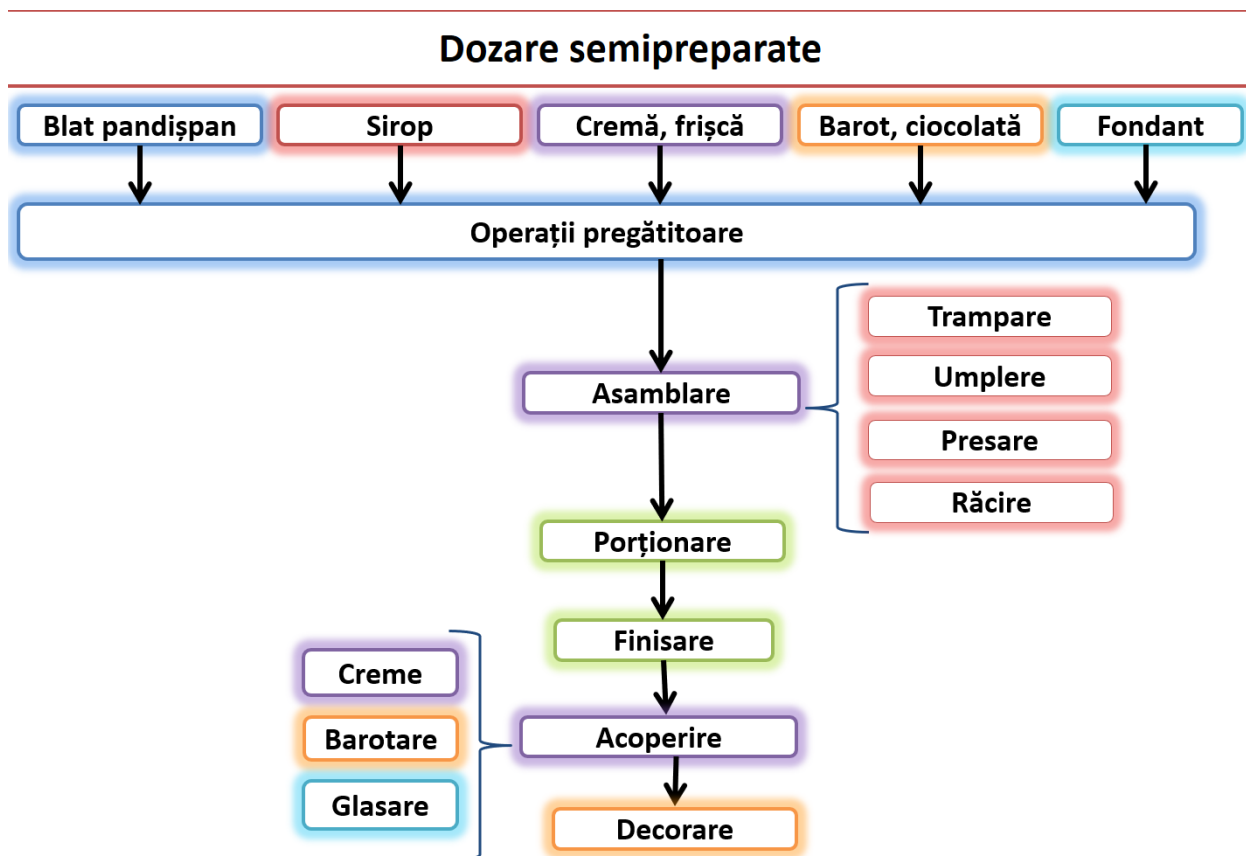 Dozare semipreparate
Blat pandișpan
Sirop
Cremă, frișcă
Barot, ciocolată
Fondant
Operații pregătitoare
Trampare
Umplere
Asamblare
Presare
Răcire
Porționare
Finisare
Creme
Barotare
Acoperire
Glasare
Decorare